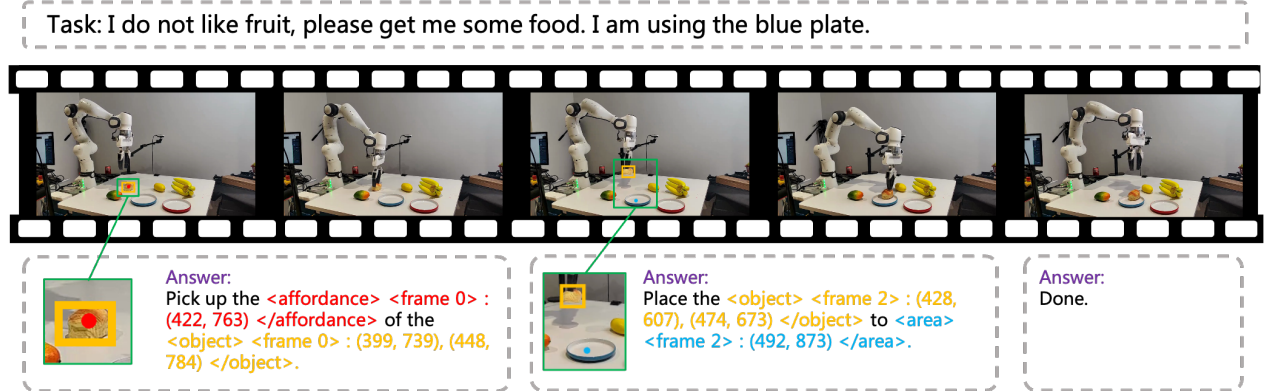 Task: I do not like fruit, please get me some food. I am using the blue plate.
Answer:
Pick up the <affordance> <frame 0> :
(422, 763) </affordance> of the
<object> <frame 0> : (399, 739), (448,
784) </object>.
Answer:
Place the <object> <frame 2> : (428,
607), (474, 673) </object> to <area>
<frame 2> : (492, 873) </area>.
Answer:
Done.